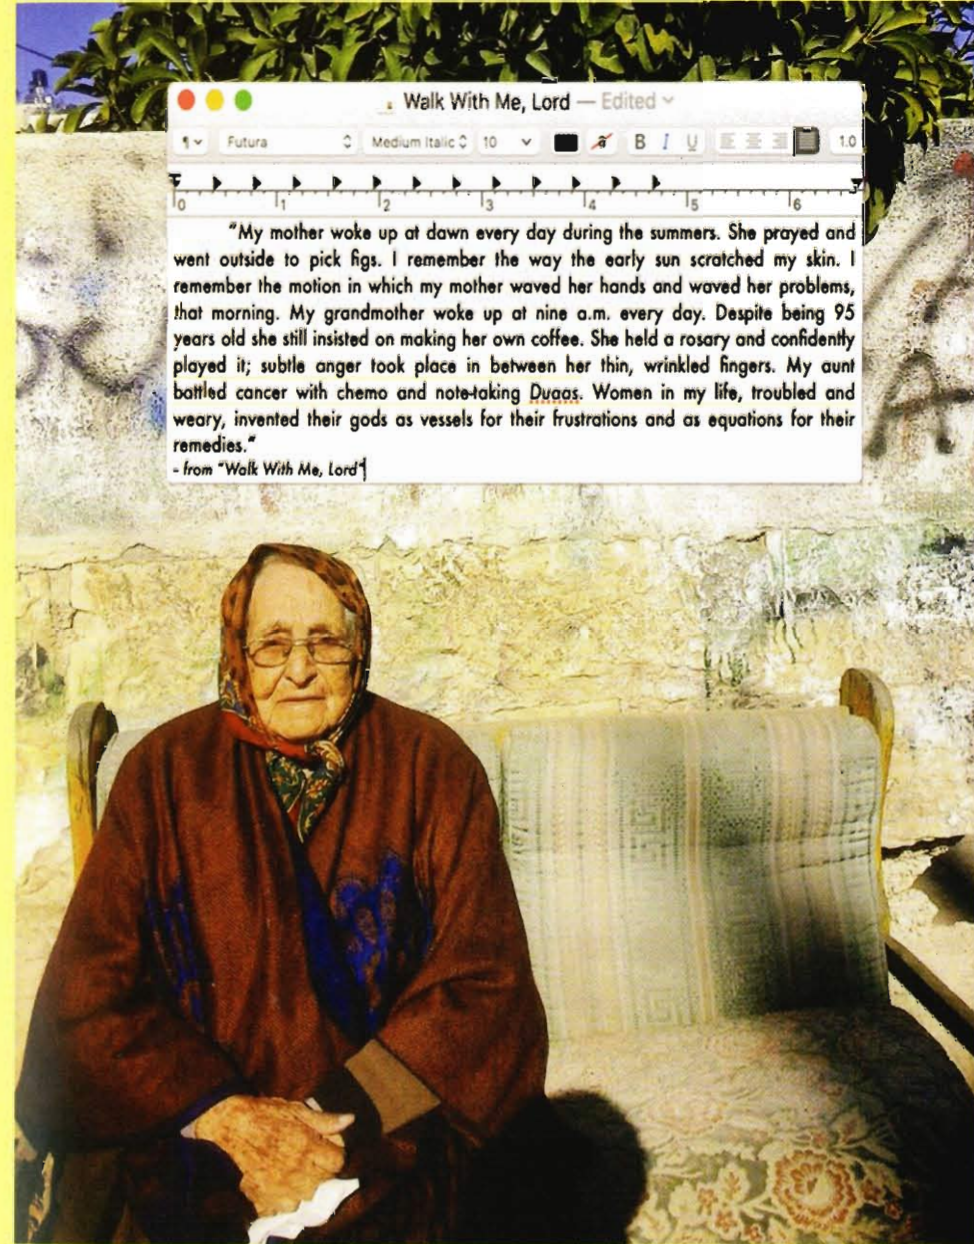 Walk With Me, Lord — Edited
Futura Medium Italic 10 a B I U 1.0
0 1 2 3 4 5 6
"My mother woke up at dawn every day during the summers. She prayed and
went outside to pick figs. I remember the way the early sun scratched my skin. I
remember the motion in which my mother waved her hands and waved her problems,
that morning. My grandmother woke up at nine a.m. every day. Despite being 95
years old she still insisted on making her own coffee. She held a rosary and confidently
played it; subtle anger took place in between her thin, wrinkled fingers. My aunt
battled cancer with chemo and note-taking Duaas. Women in my life, troubled and
weary, invented their gods as vessels for their frustrations and as equations for their
remedies."
- from "Walk With Me, Lord"